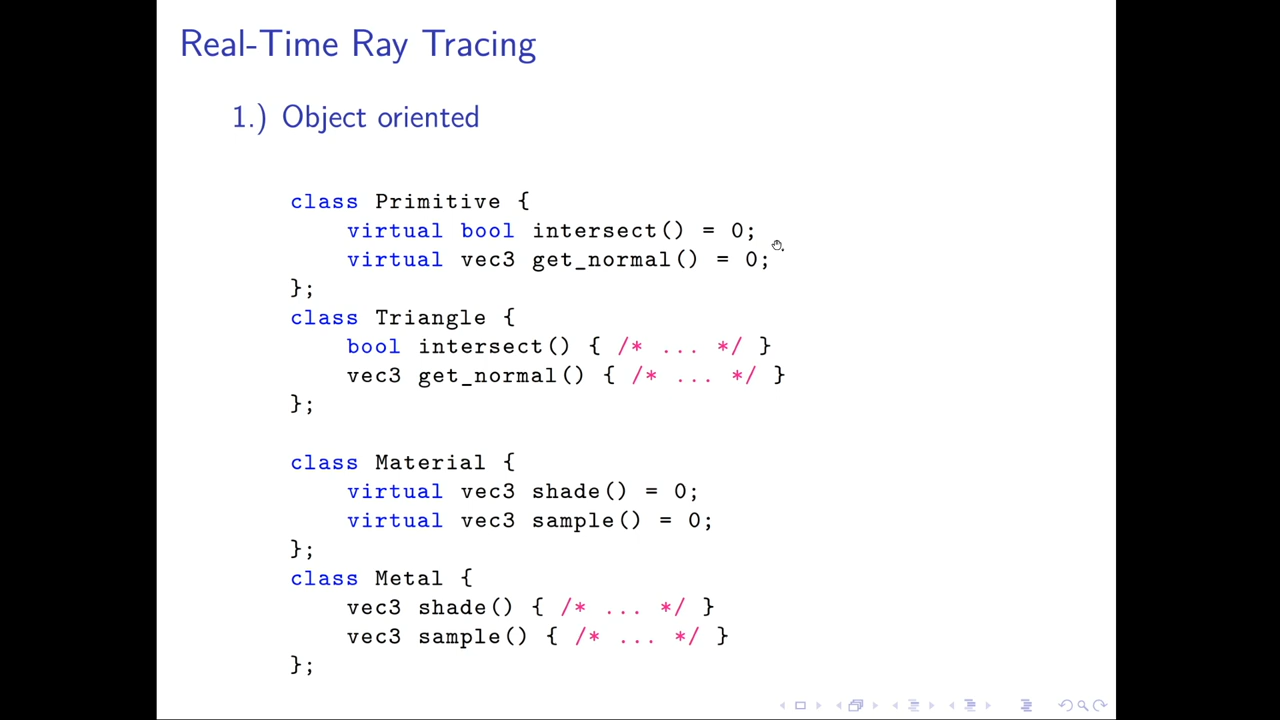 Real-Time Ray Tracing
1.) Object oriented
class Primitive {
    virtual bool intersect() = 0;
    virtual vec3 get_normal() = 0;
};
class Triangle {
    bool intersect() { /* ... */ }
    vec3 get_normal() { /* ... */ }
};
class Material {
    virtual vec3 shade() = 0;
    virtual vec3 sample() = 0;
};
class Metal {
    vec3 shade() { /* ... */ }
    vec3 sample() { /* ... */ }
};